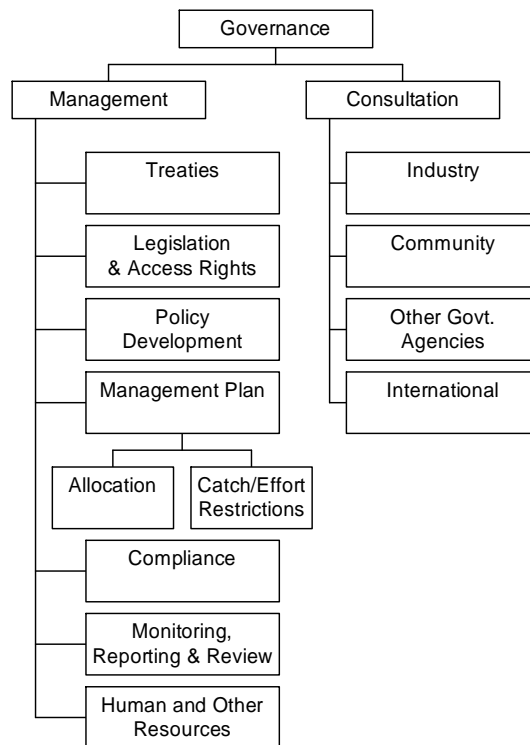 Governance
Management
Consultation
Treaties
Industry
Legislation
& Access Rights
Community
Policy
Development
Other Govt.
Agencies
Management Plan
International
Allocation
Catch/Effort
Restrictions
Compliance
Monitoring,
Reporting & Review
Human and Other
Resources